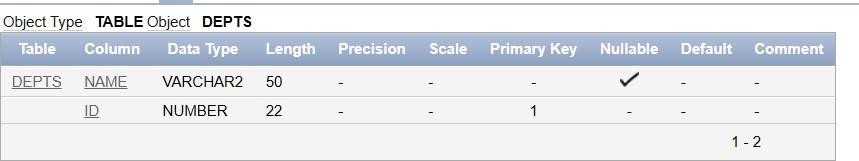 Object Type TABLE Object DEPTS
Table Column Data Type Length Precision Scale Primary Key Nullable Default Comment
DEPTS NAME VARCHAR2 50 - - - ✓ - -
ID NUMBER 22 - - 1 - - -
1 - 2